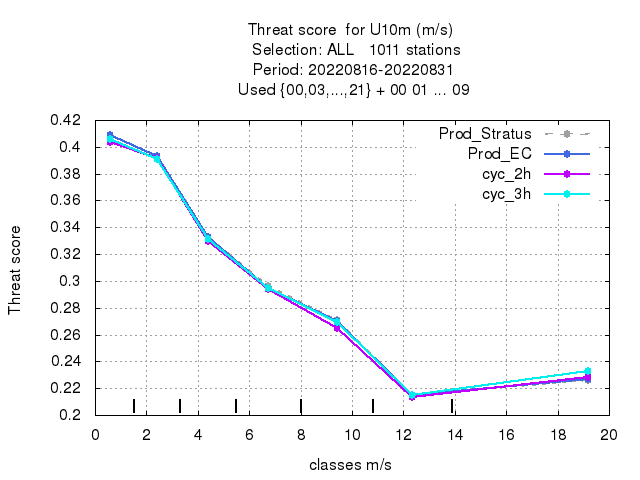 Threat score  for U10m (m/s)
Selection: ALL   1011 stations
Period: 20220816-20220831
Used {00,03,...,21} + 00 01 ... 09
Prod_Stratus
Prod_EC
cyc_2h
cyc_3h
0.42
0.4
0.38
0.36
0.34
0.32
0.3
0.28
0.26
0.24
0.22
0.2
Threat score
0 2 4 6 8 10 12 14 16 18 20
classes m/s